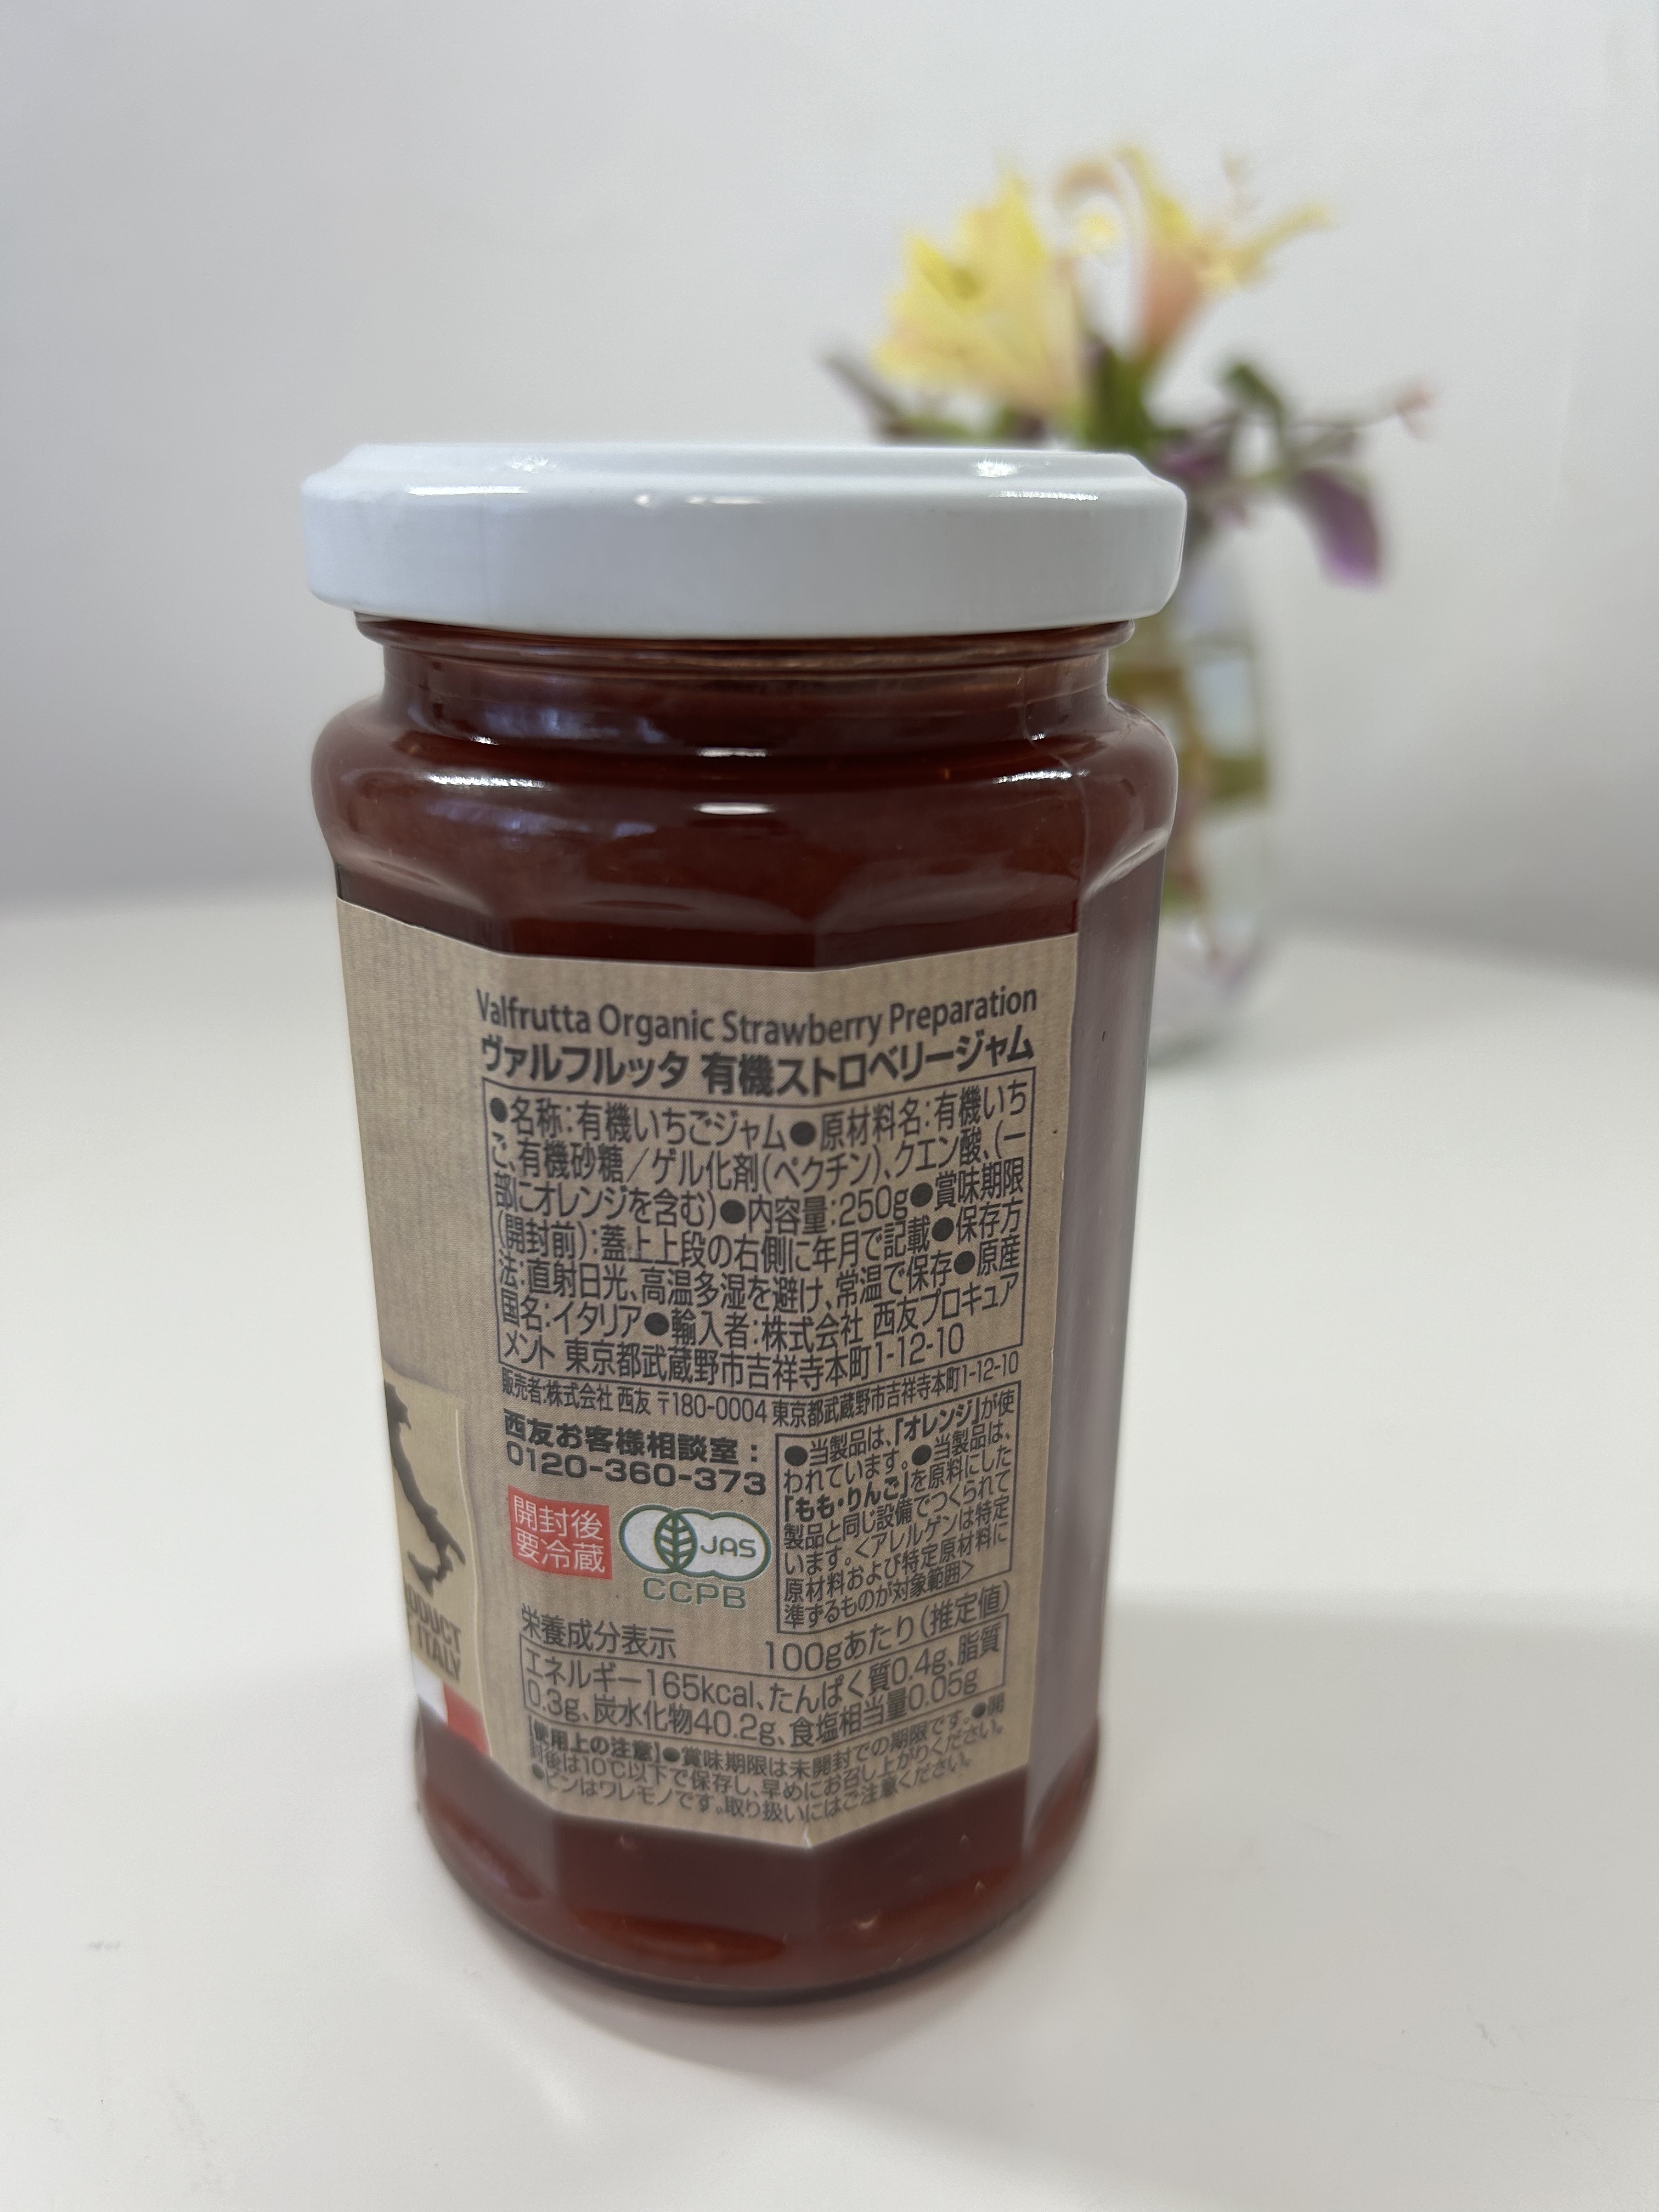 Valfrutta Organic Strawberry Preparation
ヴァルフルッタ 有機ストロベリージャム
●名称:有機いちごジャム●原材料名:有機いち
ご、有機砂糖/ゲル化剤(ペクチン)、クエン酸、(一
部にオレンジを含む)●内容量:250g●賞味期限
(開封前):蓋上上段の右側に年月で記載●保存方
法:直射日光、高温多湿を避け、常温で保存●原産
国名:イタリア●輸入者:株式会社 西友プロキュア
メント 東京都武蔵野市吉祥寺本町1-12-10
販売者:株式会社 西友 〒180-0004 東京都武蔵野市吉祥寺本町1-12-10
西友お客様相談室:
0120-360-373
開封後
要冷蔵
JAS
CCPB
●当製品は、「オレンジ」が使
われています。●当製品は、
「もも・りんご」を原料にした
製品と同じ設備でつくられて
います。<アレルゲンは特定
原材料および特定原材料に
準ずるものが対象範囲>
栄養成分表示 100gあたり(推定値)
エネルギー165kcal、たんぱく質0.4g、脂質
0.3g、炭水化物40.2g、食塩相当量0.05g
【使用上の注意】●賞味期限は未開封での期限です。●開
封後は10℃以下で保存し、早めにお召し上がりください。
●ビンはワレモノです。取り扱いにはご注意ください。
ODUCT
ITALY